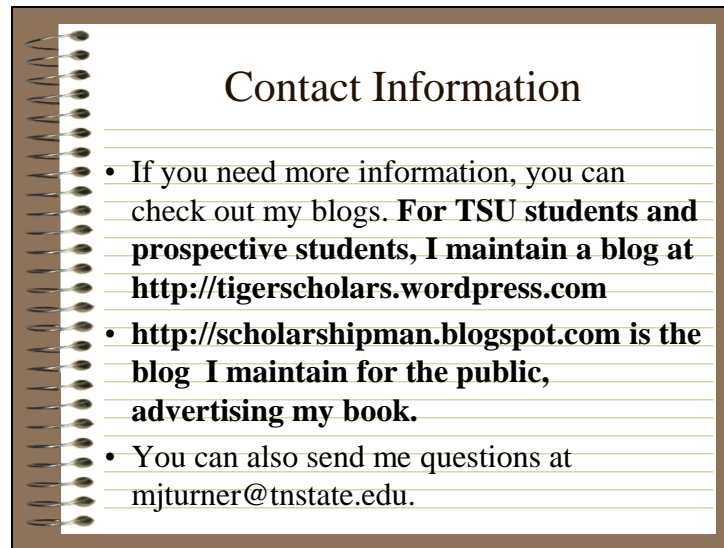 Contact Information
• If you need more information, you can
check out my blogs. For TSU students and
prospective students, I maintain a blog at
http://tigerscholars.wordpress.com
• http://scholarshipman.blogspot.com is the
blog  I maintain for the public,
advertising my book.
• You can also send me questions at
mjturner@tnstate.edu.